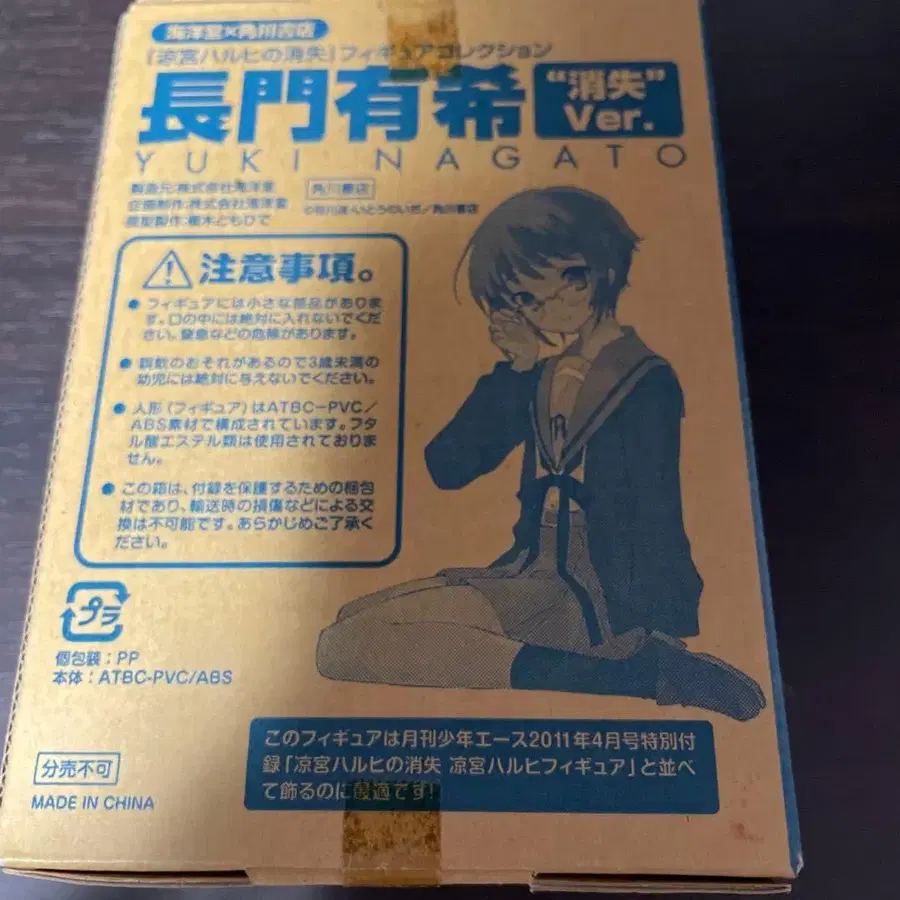 海洋堂×角川書店
『涼宮ハルヒの消失』フィギュアコレクション
長門有希
“消失”
Ver.
YUKI NAGATO
製造元:株式会社海洋堂
企画制作:株式会社海洋堂
原型製作:榎木ともひで
角川書店
©谷川流・いとうのいぢ/角川書店
注意事項。
● フィギュアには小さな部品がありま
す。口の中には絶対に入れないでくだ
さい。窒息などの危険があります。
● 誤飲のおそれがあるので3歳未満の
幼児には絶対に与えないでください。
● 人形(フィギュア)はATBC-PVC/
ABS素材で構成されています。フタ
ル酸エステル類は使用されておりま
せん。
● この箱は、付録を保護するための梱包
材であり、輸送時の損傷などによる交
換は不可能です。あらかじめご了承く
ださい。
プラ
個包装:PP
本体:ATBC-PVC/ABS
分売不可
MADE IN CHINA
このフィギュアは月刊少年エース2011年4月号特別付
録「涼宮ハルヒの消失 涼宮ハルヒフィギュア」と並べ
て飾るのに最適です!